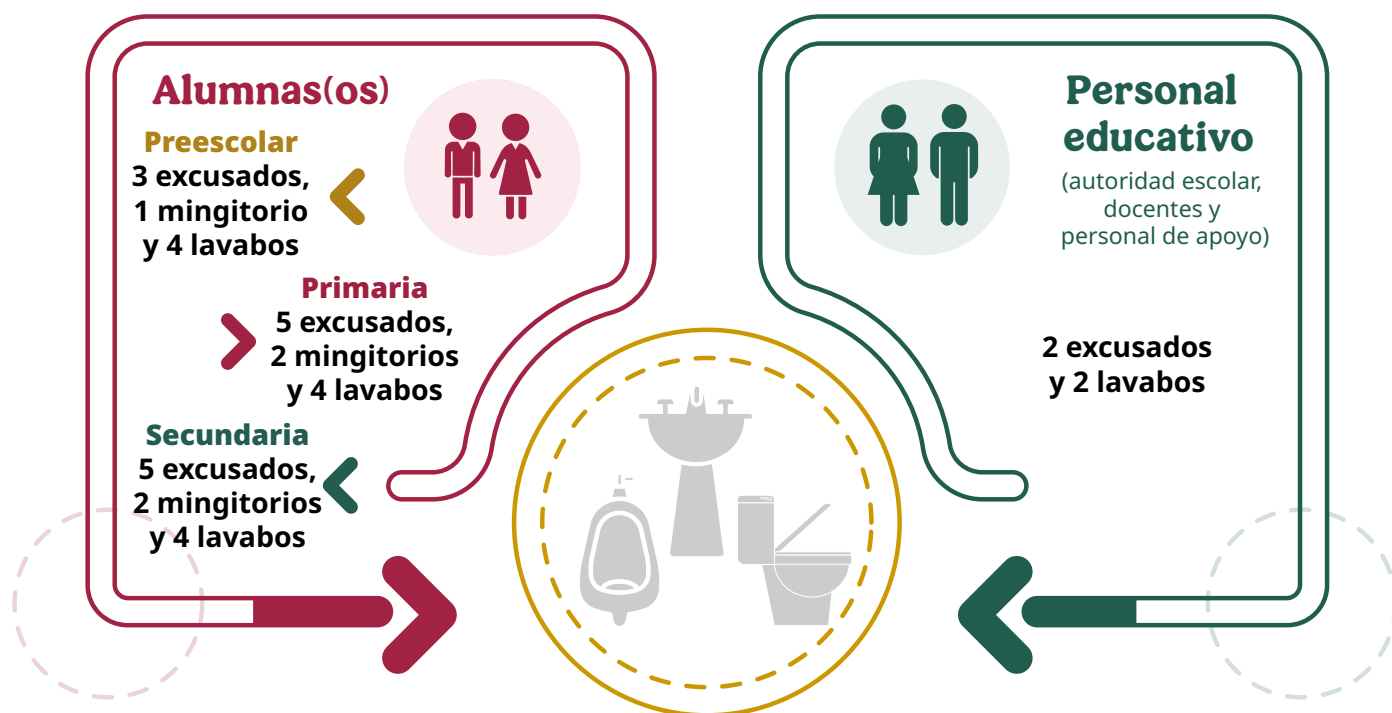 Alumnas(os)
Preescolar
3 excusados,
1 mingitorio
y 4 lavabos
Primaria
5 excusados,
2 mingitorios
y 4 lavabos
Secundaria
5 excusados,
2 mingitorios
y 4 lavabos
Personal
educativo
(autoridad escolar,
docentes y
personal de apoyo)
2 excusados
y 2 lavabos